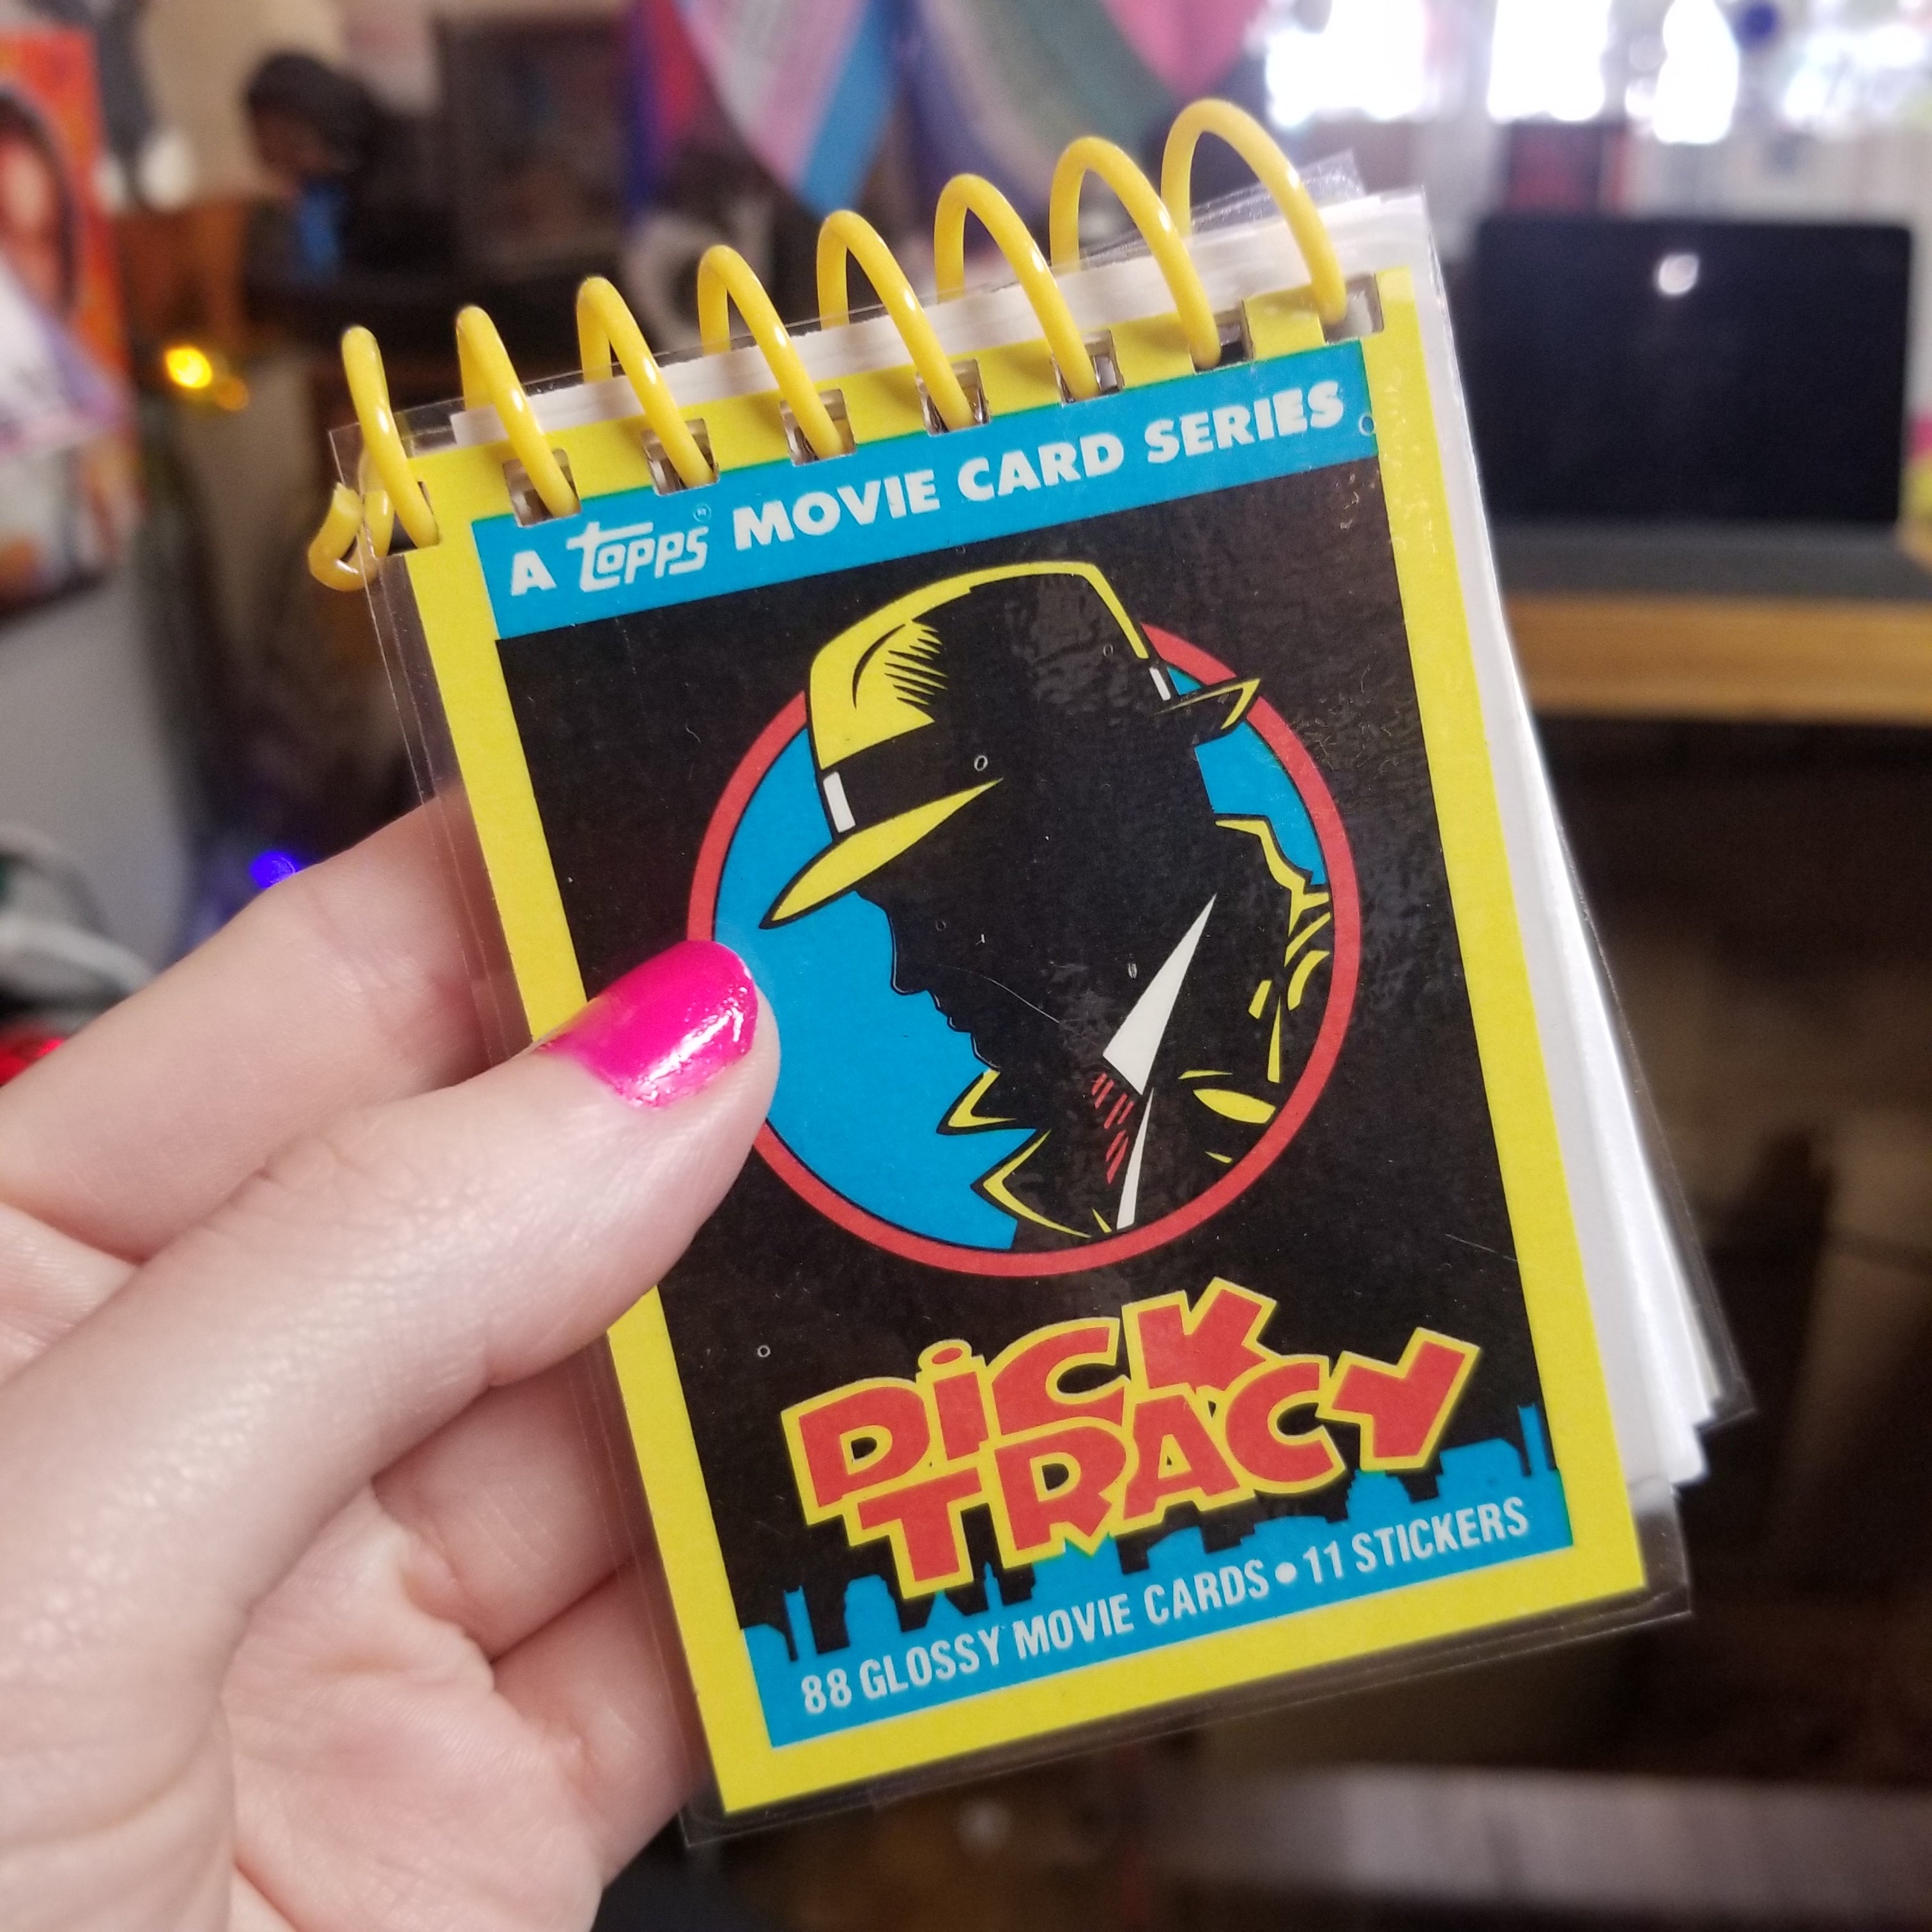 A Topps® MOVIE CARD SERIES
DiCK
TRACY
88 GLOSSY MOVIE CARDS • 11 STICKERS